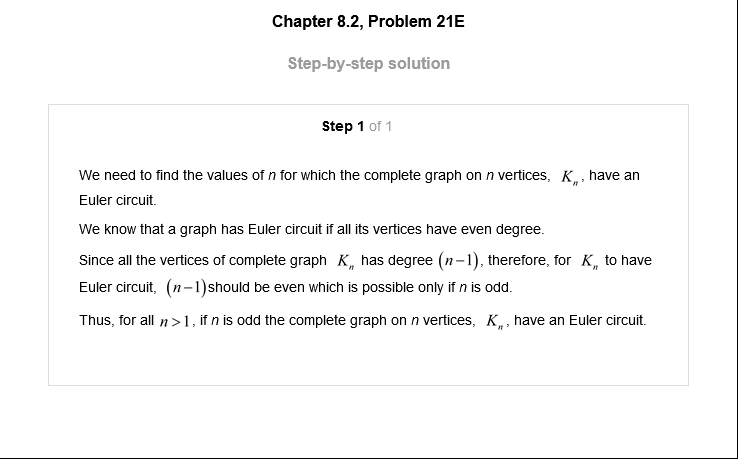 Chapter 8.2, Problem 21E
Step-by-step solution
Step 1 of 1
We need to find the values of n for which the complete graph on n vertices, Kₙ, have an
Euler circuit.
We know that a graph has Euler circuit if all its vertices have even degree.
Since all the vertices of complete graph Kₙ has degree (n−1), therefore, for Kₙ to have
Euler circuit, (n−1)should be even which is possible only if n is odd.
Thus, for all n>1, if n is odd the complete graph on n vertices, Kₙ, have an Euler circuit.